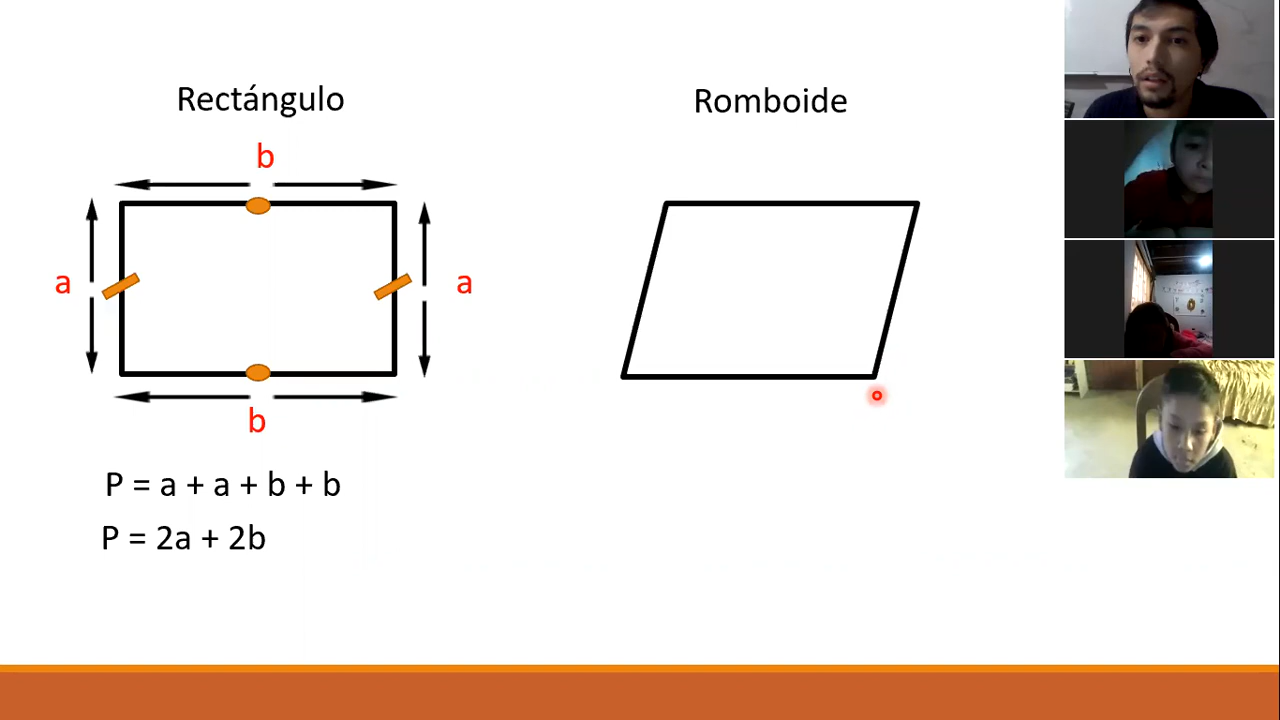 Rectángulo
b
a
a
b
P = a + a + b + b
P = 2a + 2b
Romboide